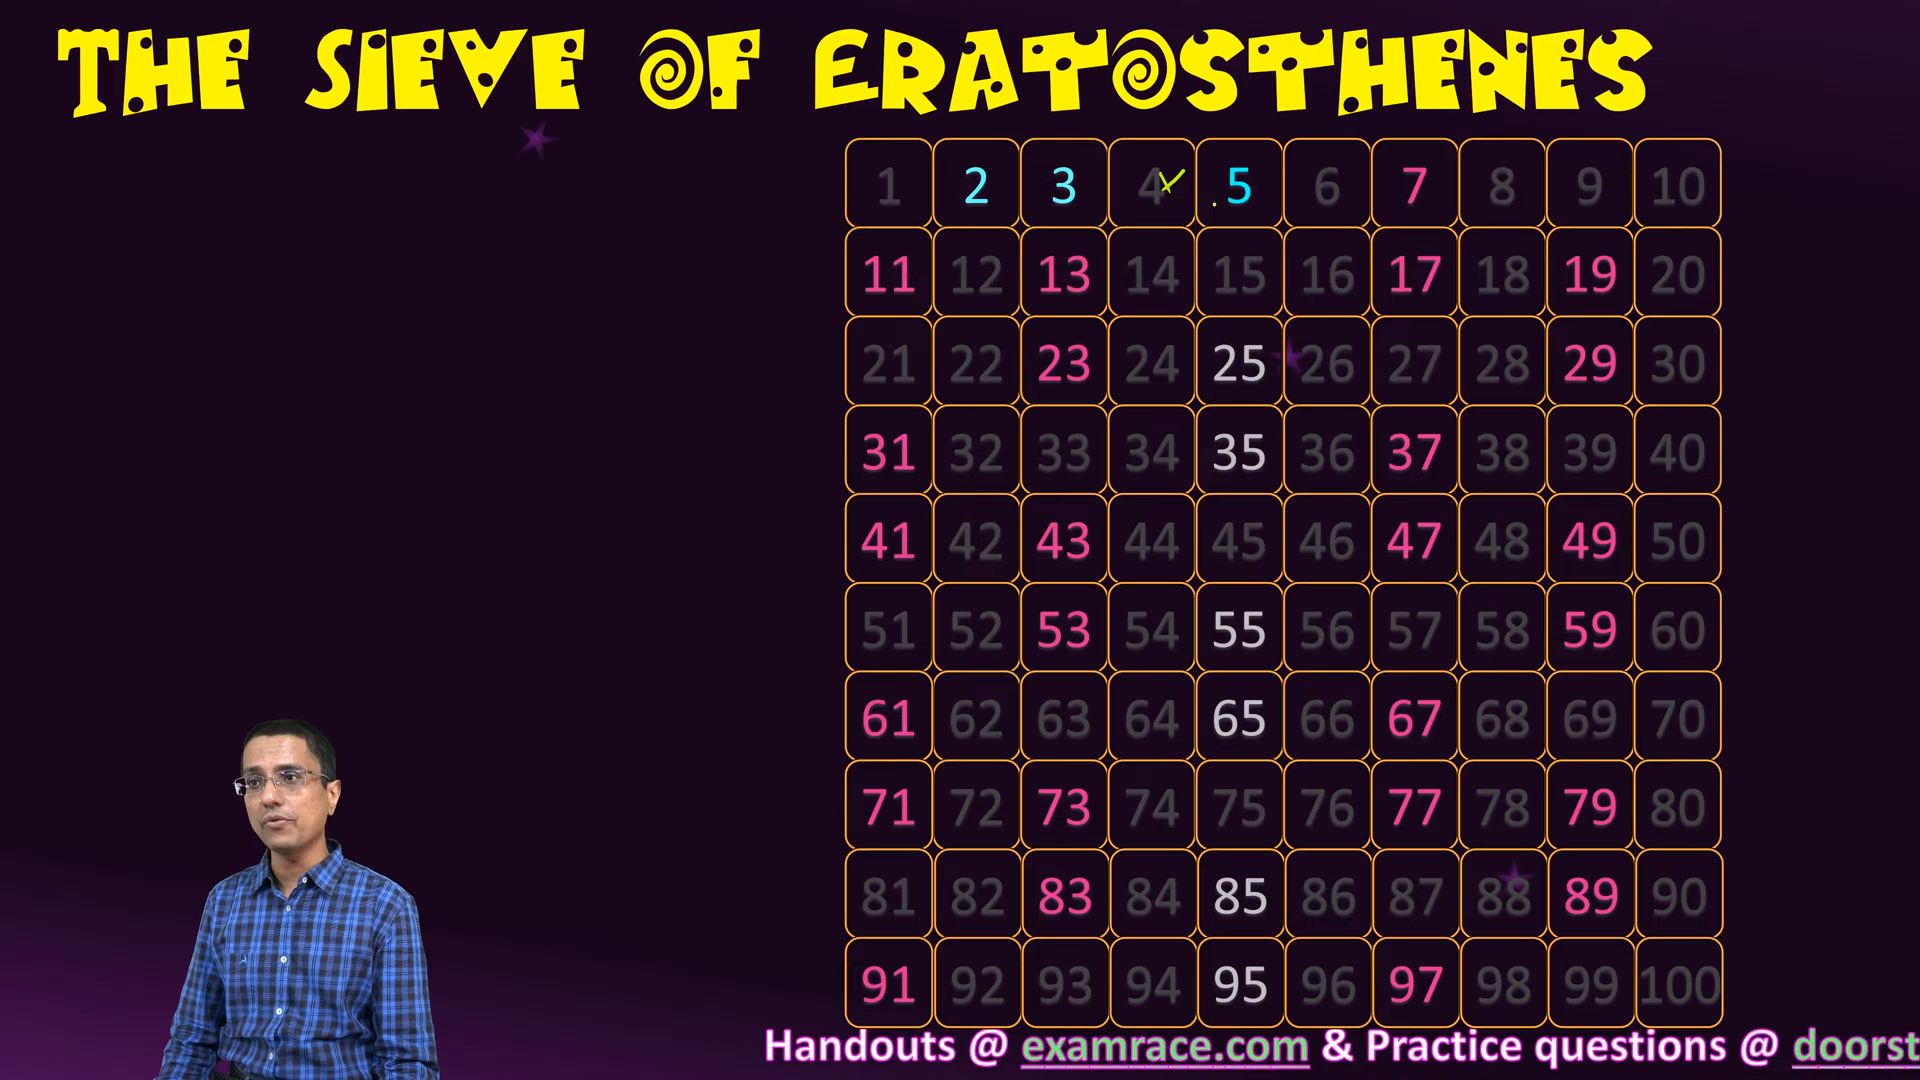 THE SIEVE OF ERATOSTHENES
1 2 3 4 5 6 7 8 9 10
11 12 13 14 15 16 17 18 19 20
21 22 23 24 25 26 27 28 29 30
31 32 33 34 35 36 37 38 39 40
41 42 43 44 45 46 47 48 49 50
51 52 53 54 55 56 57 58 59 60
61 62 63 64 65 66 67 68 69 70
71 72 73 74 75 76 77 78 79 80
81 82 83 84 85 86 87 88 89 90
91 92 93 94 95 96 97 98 99 100
Handouts @ examrace.com & Practice questions @ doorst